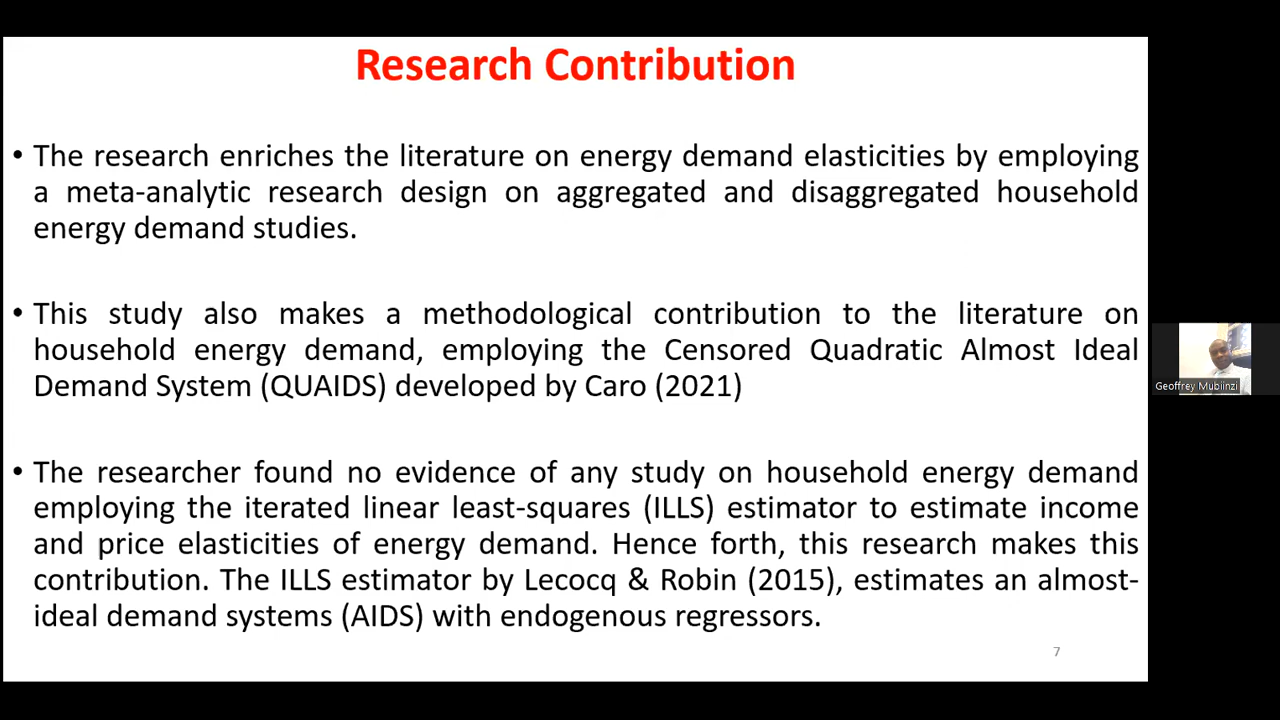 Research Contribution
• The research enriches the literature on energy demand elasticities by employing
a meta-analytic research design on aggregated and disaggregated household
energy demand studies.
• This study also makes a methodological contribution to the literature on
household energy demand, employing the Censored Quadratic Almost Ideal
Demand System (QUAIDS) developed by Caro (2021)
• The researcher found no evidence of any study on household energy demand
employing the iterated linear least-squares (ILLS) estimator to estimate income
and price elasticities of energy demand. Hence forth, this research makes this
contribution. The ILLS estimator by Lecocq & Robin (2015), estimates an almost-
ideal demand systems (AIDS) with endogenous regressors.
7
Geoffrey Mubiinzi